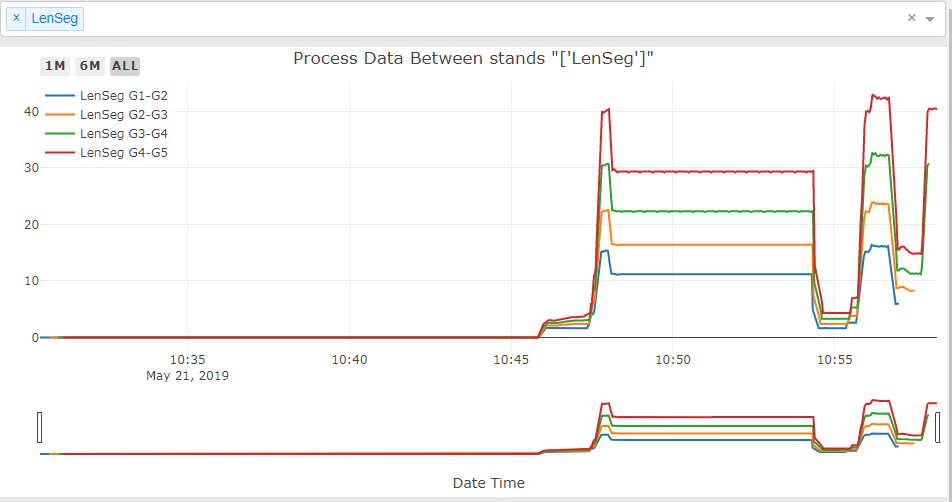 × LenSeg × 
Process Data Between stands "['LenSeg']"
1M 6M ALL
LenSeg G1-G2
LenSeg G2-G3
LenSeg G3-G4
LenSeg G4-G5
40
30
20
10
0
10:35 10:40 10:45 10:50 10:55
May 21, 2019
Date Time